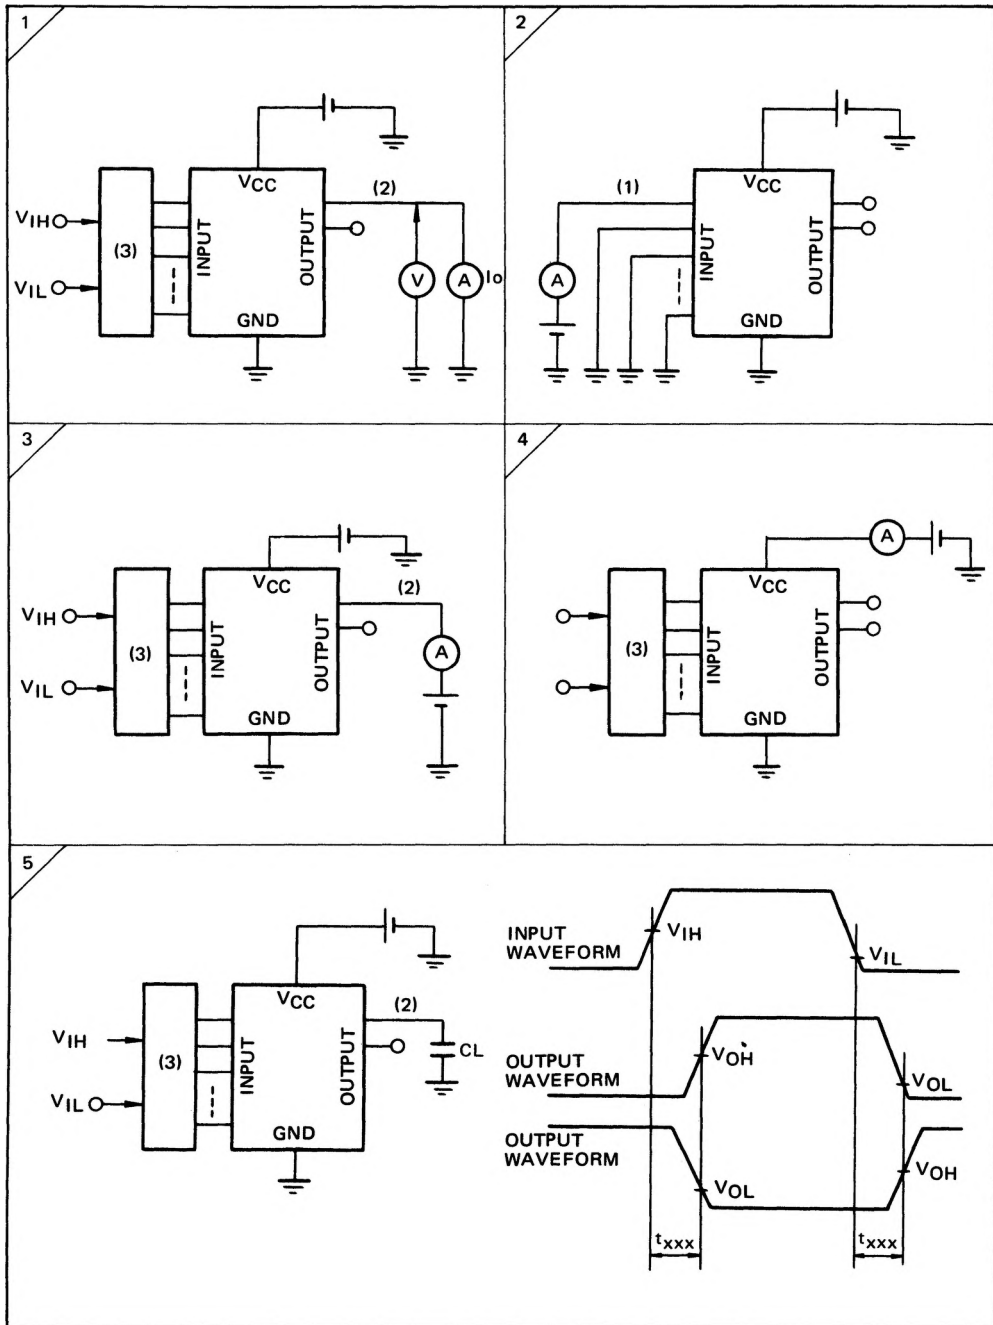 1
VCC
(2)
VIH
(3)
INPUT
OUTPUT
V
A
Io
VIL
GND
2
VCC
(1)
INPUT
OUTPUT
A
GND
3
VCC
(2)
VIH
(3)
INPUT
OUTPUT
A
VIL
GND
4
A
VCC
(3)
INPUT
OUTPUT
GND
5
VCC
(2)
VIH
(3)
INPUT
OUTPUT
CL
VIL
GND
INPUT
WAVEFORM
VIH
VIL
OUTPUT
WAVEFORM
VOH
VOL
OUTPUT
WAVEFORM
VOL
VOH
txxx
txxx